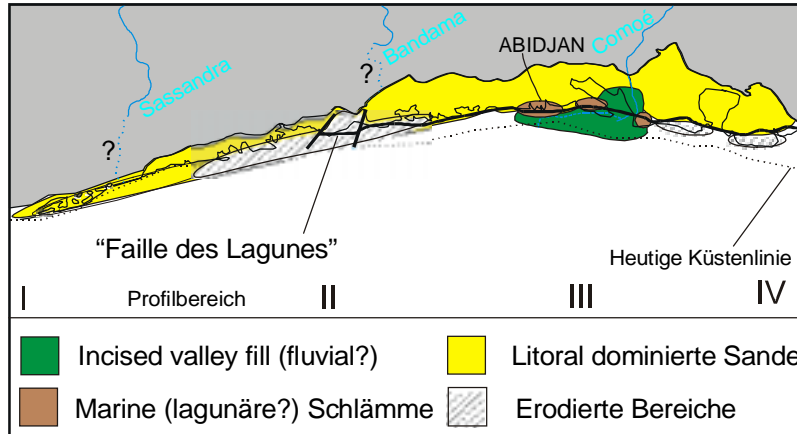 Sassandra
?
Bandama
?
ABIDJAN
Comoé
"Faille des Lagunes"
Heutige Küstenlinie
I
Profilbereich
II
III
IV
Incised valley fill (fluvial?)
Litoral dominierte Sande
Marine (lagunäre?) Schlämme
Erodierte Bereiche